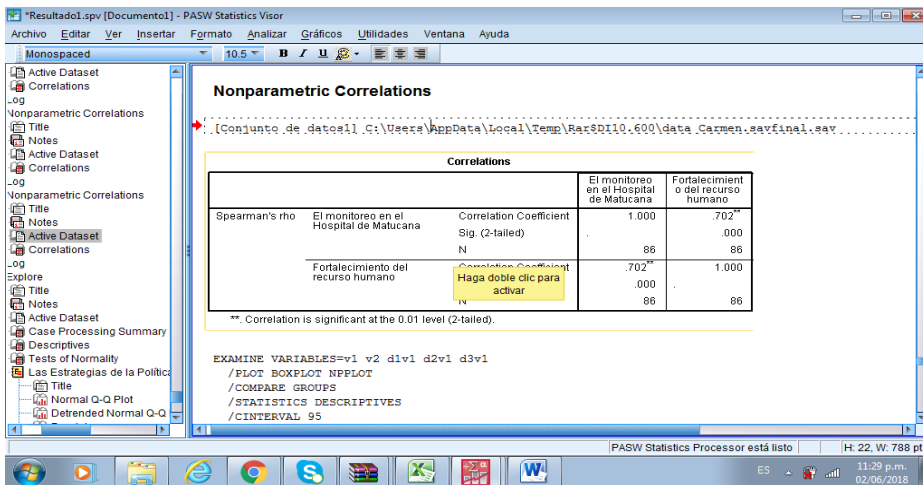 *Resultado1.spv [Documento1] - PASW Statistics Visor
Archivo Editar Ver Insertar Formato Analizar Gráficos Utilidades Ventana Ayuda
Monospaced 10.5 B I U
Active Dataset
Correlations
Log
Nonparametric Correlations
Title
Notes
Active Dataset
Correlations
Log
Nonparametric Correlations
Title
Notes
Active Dataset
Correlations
Log
Explore
Title
Notes
Active Dataset
Case Processing Summary
Descriptives
Tests of Normality
Las Estrategias de la Política
Title
Normal Q-Q Plot
Detrended Normal Q-Q
Nonparametric Correlations
[Conjunto de datos1] C:\Users\AppData\Local\Temp\Rar$DI10.600\data Carmen.savfinal.sav
Correlations
El monitoreo en el Hospital de Matucana
Fortalecimient o del recurso humano
Spearman's rho El monitoreo en el Hospital de Matucana Correlation Coefficient 1.000 .702**
Sig. (2-tailed) . .000
N 86 86
Fortalecimiento del recurso humano Correlation Coefficient .702** 1.000
.000 .
N 86 86
Haga doble clic para activar
**. Correlation is significant at the 0.01 level (2-tailed).
EXAMINE VARIABLES=v1 v2 d1v1 d2v1 d3v1
/PLOT BOXPLOT NPPLOT
/COMPARE GROUPS
/STATISTICS DESCRIPTIVES
/CINTERVAL 95
PASW Statistics Processor está listo H: 22, W: 788 pt
ES 11:29 p.m.
02/06/2018